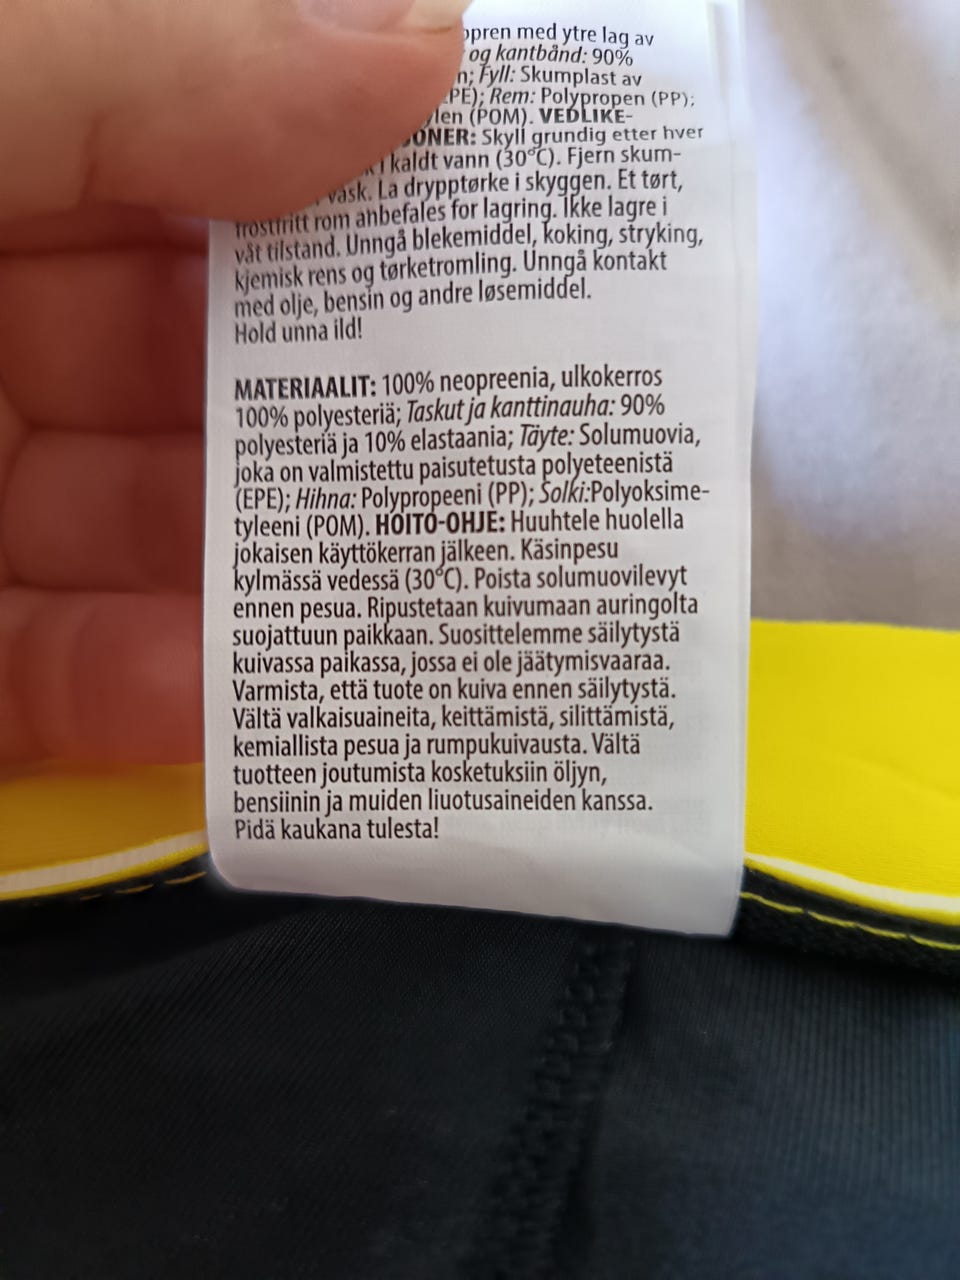 med ytre lag av
og kantbånd: 90%
Fyll: Skumplast av
Rem: Polypropen (PP);
(POM). VEDLIKE-
Skyll grundig etter hver
i kaldt vann (30°C). Fjern skum-
vask. La drypptørke i skyggen. Et tørt,
frostfritt rom anbefales for lagring. Ikke lagre i
våt tilstand. Unngå blekemiddel, koking, stryking,
kjemisk rens og tørketromling. Unngå kontakt
med olje, bensin og andre løsemiddel.
Hold unna ild!
MATERIAALIT: 100% neopreenia, ulkokerros
100% polyesteriä; Taskut ja kanttinauha: 90%
polyesteriä ja 10% elastaania; Täyte: Solumuovia,
joka on valmistettu paisutetusta polyeteenistä
(EPE); Hihna: Polypropeeni (PP); Solki:Polyoksime-
tyleeni (POM). HOITO-OHJE: Huuhtele huolella
jokaisen käyttökerran jälkeen. Käsinpesu
kylmässä vedessä (30°C). Poista solumuovilevyt
ennen pesua. Ripustetaan kuivumaan auringolta
suojattuun paikkaan. Suosittelemme säilytystä
kuivassa paikassa, jossa ei ole jäätymisvaaraa.
Varmista, että tuote on kuiva ennen säilytystä.
Vältä valkaisuaineita, keittämistä, silittämistä,
kemiallista pesua ja rumpukuivausta. Vältä
tuotteen joutumista kosketuksiin öljyn,
bensiinin ja muiden liuotusaineiden kanssa.
Pidä kaukana tulesta!